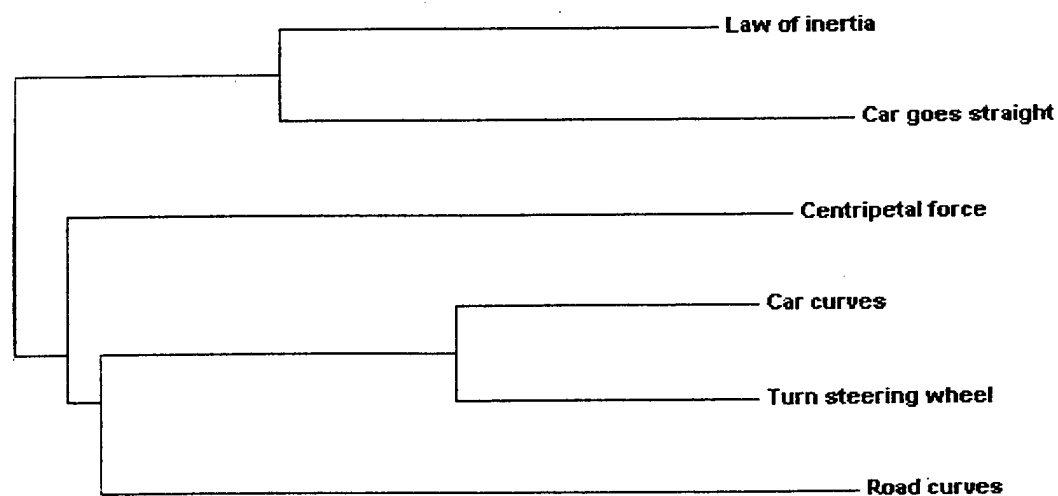 Law of inertia
Car goes straight
Centripetal force
Car curves
Turn steering wheel
Road curves